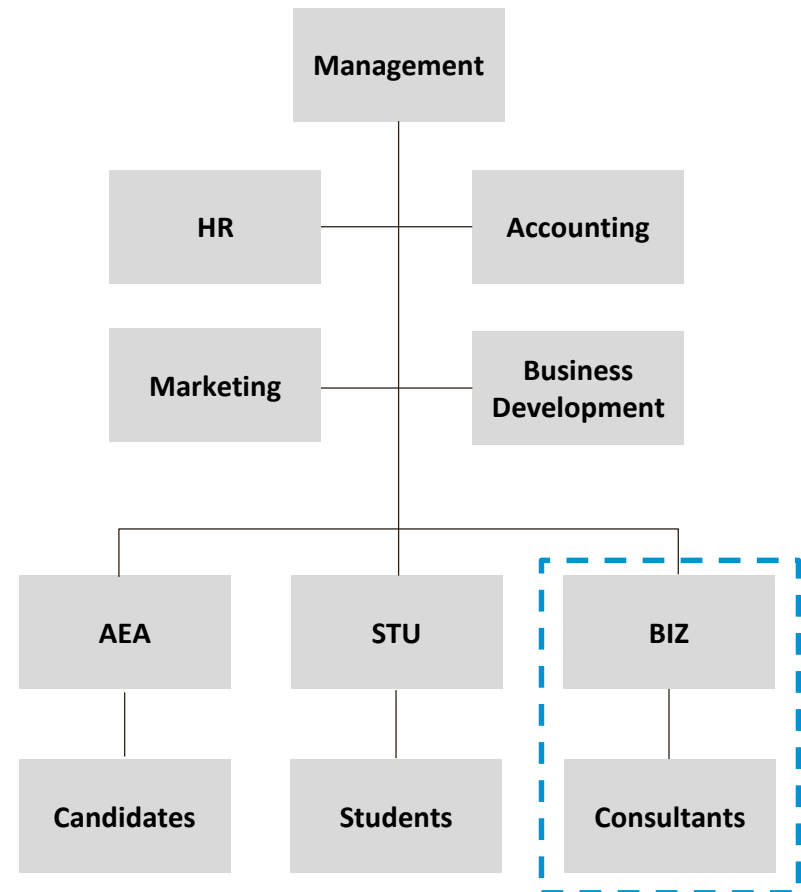 Management
HR
Accounting
Marketing
Business
Development
AEA
STU
BIZ
Candidates
Students
Consultants